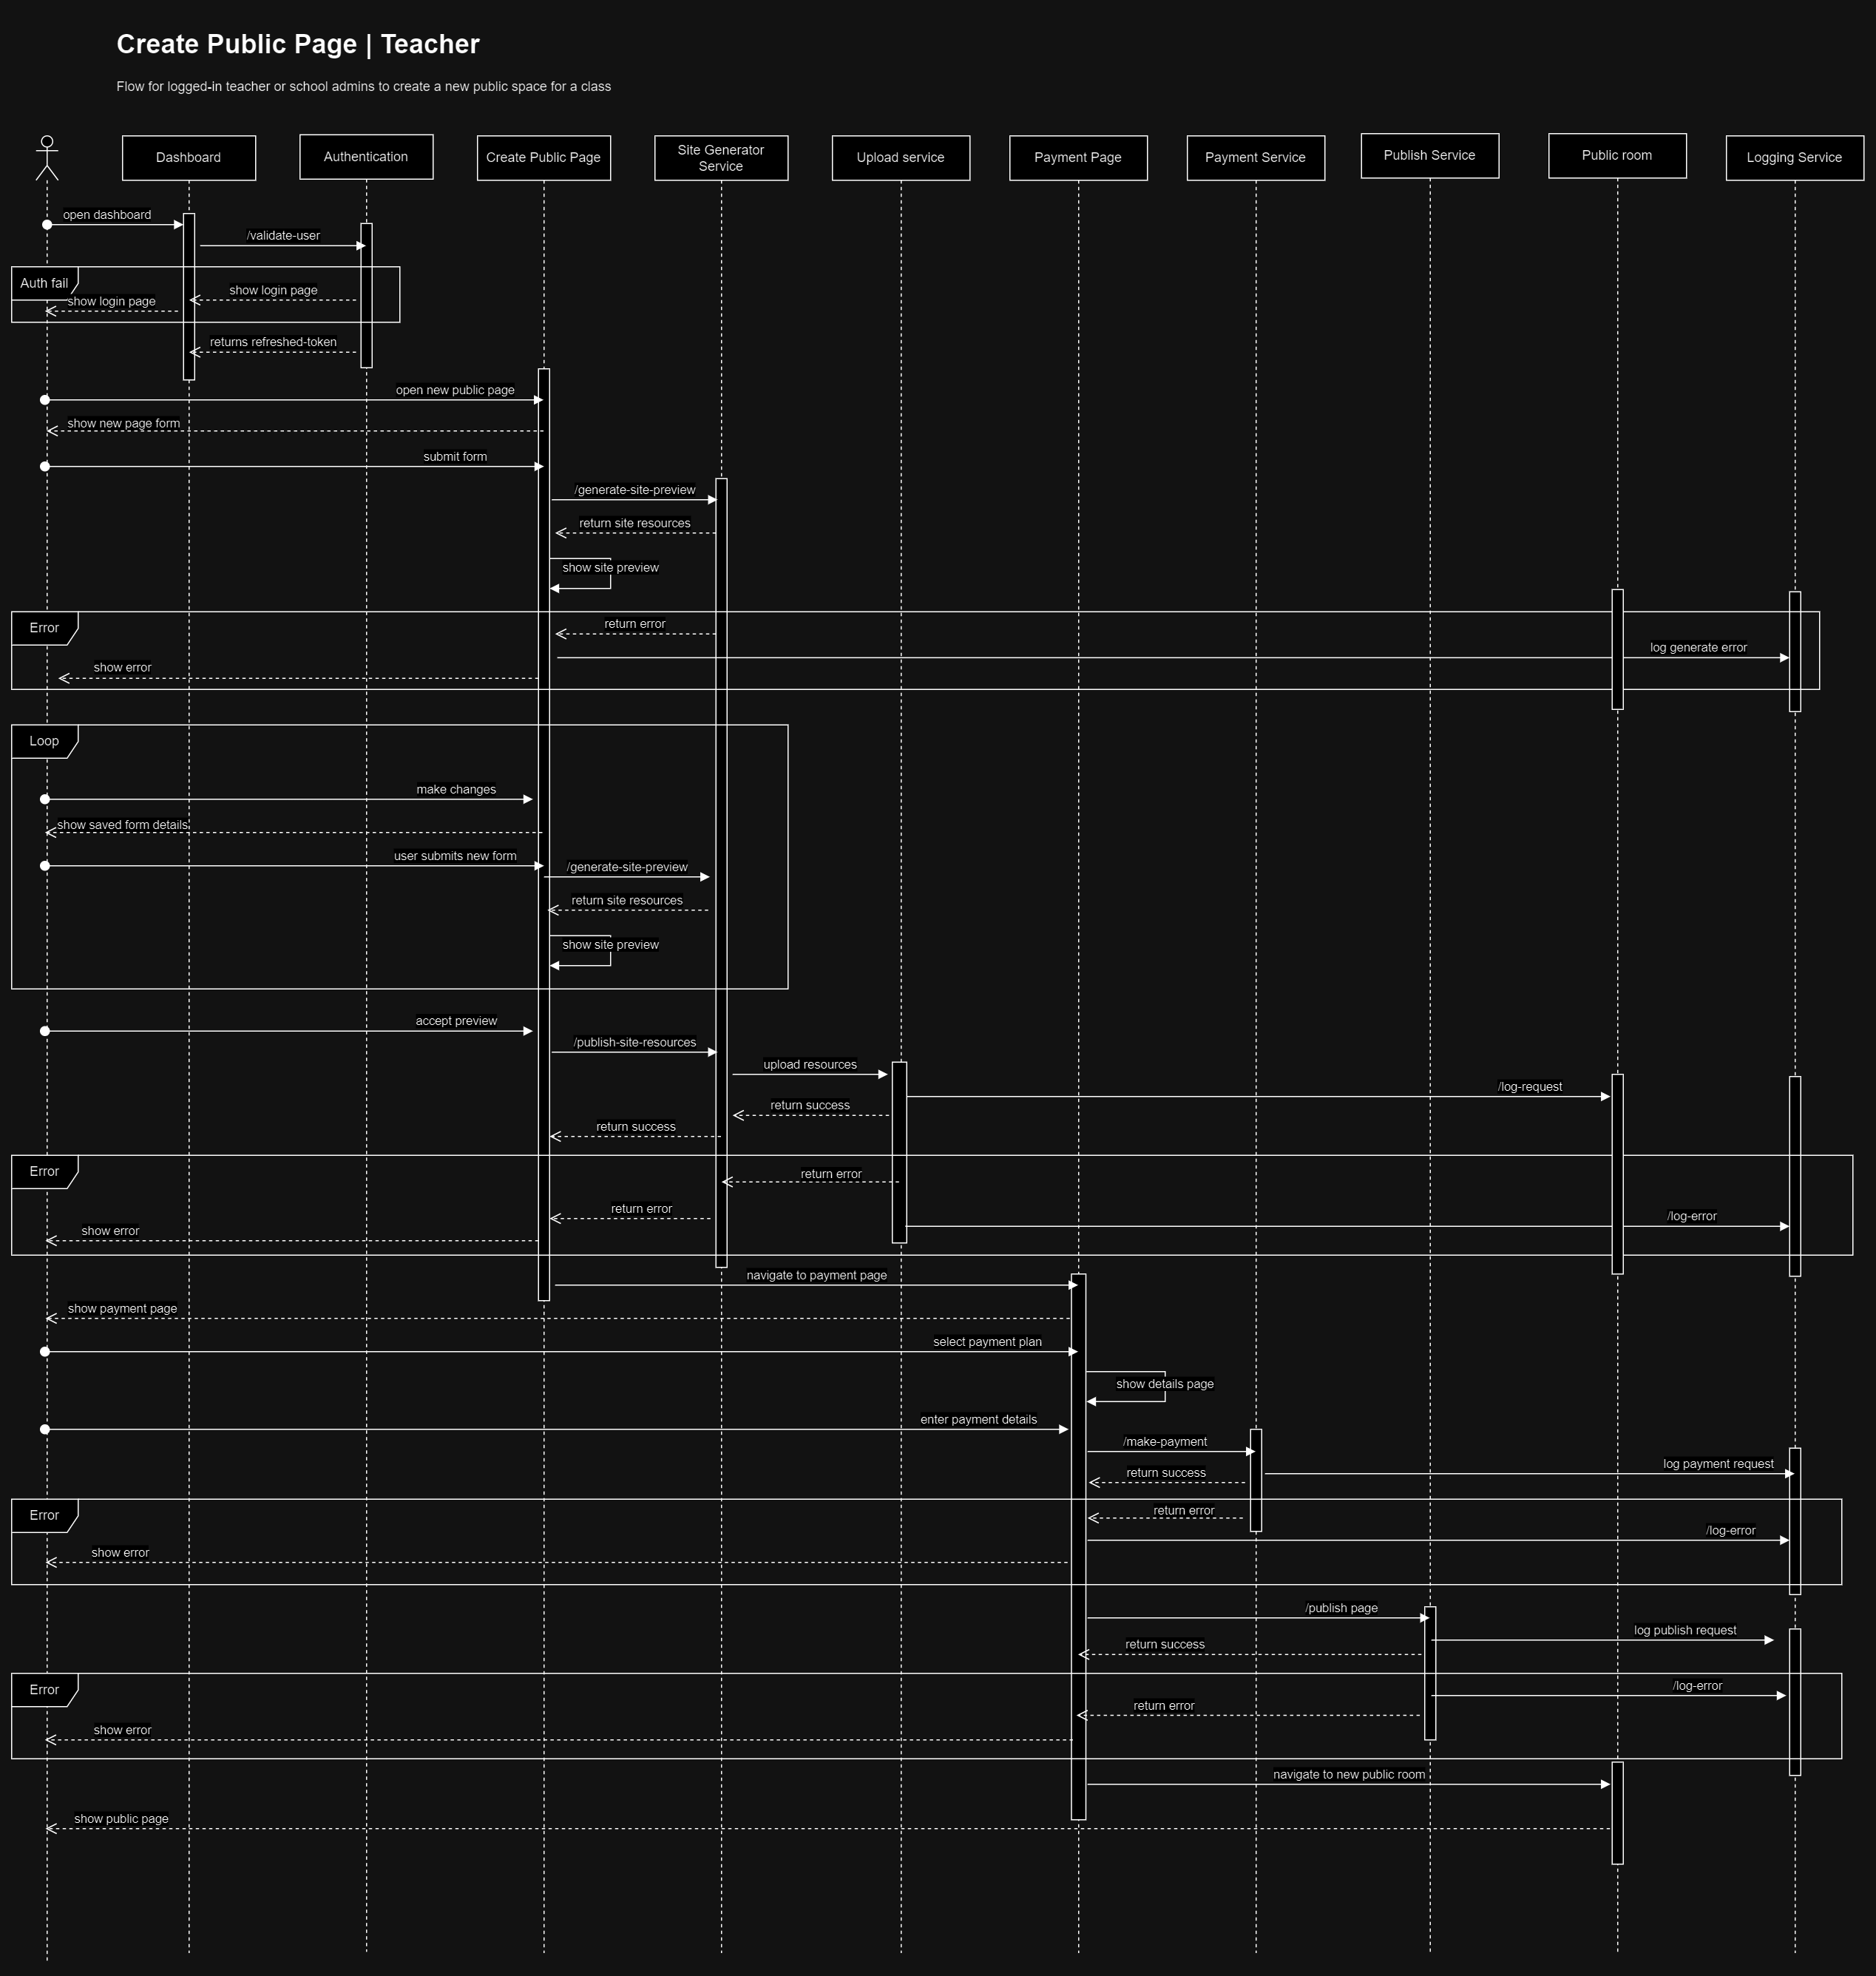 Create Public Page | Teacher
Flow for logged-in teacher or school admins to create a new public space for a class
Dashboard
Authentication
Create Public Page
Site Generator
Service
Upload service
Payment Page
Payment Service
Publish Service
Public room
Logging Service
open dashboard
/validate-user
Auth fail
show login page
show login page
returns refreshed-token
open new public page
show new page form
submit form
/generate-site-preview
return site resources
show site preview
Error
return error
log generate error
show error
Loop
make changes
show saved form details
user submits new form
/generate-site-preview
return site resources
show site preview
accept preview
/publish-site-resources
upload resources
/log-request
return success
return success
Error
return error
return error
/log-error
show error
navigate to payment page
show payment page
select payment plan
show details page
enter payment details
/make-payment
log payment request
return success
Error
return error
/log-error
show error
/publish page
log publish request
return success
Error
/log-error
return error
show error
navigate to new public room
show public page